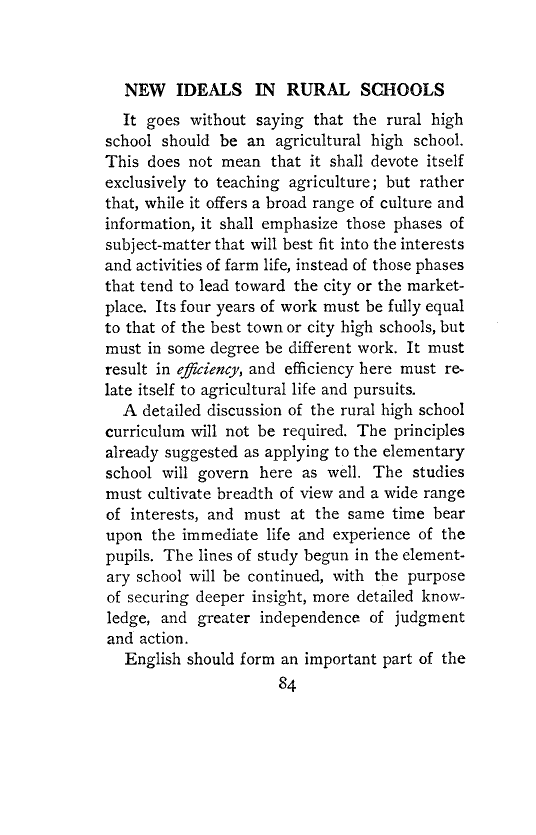 NEW IDEALS IN RURAL SCHOOLS
It goes without saying that the rural high
school should be an agricultural high school.
This does not mean that it shall devote itself
exclusively to teaching agriculture; but rather
that, while it offers a broad range of culture and
information, it shall emphasize those phases of
subject-matter that will best fit into the interests
and activities of farm life, instead of those phases
that tend to lead toward the city or the market-
place. Its four years of work must be fully equal
to that of the best town or city high schools, but
must in some degree be different work. It must
result in efficiency, and efficiency here must re-
late itself to agricultural life and pursuits.
A detailed discussion of the rural high school
curriculum will not be required. The principles
already suggested as applying to the elementary
school will govern here as well. The studies
must cultivate breadth of view and a wide range
of interests, and must at the same time bear
upon the immediate life and experience of the
pupils. The lines of study begun in the element-
ary school will be continued, with the purpose
of securing deeper insight, more detailed know-
ledge, and greater independence of judgment
and action.
English should form an important part of the
84